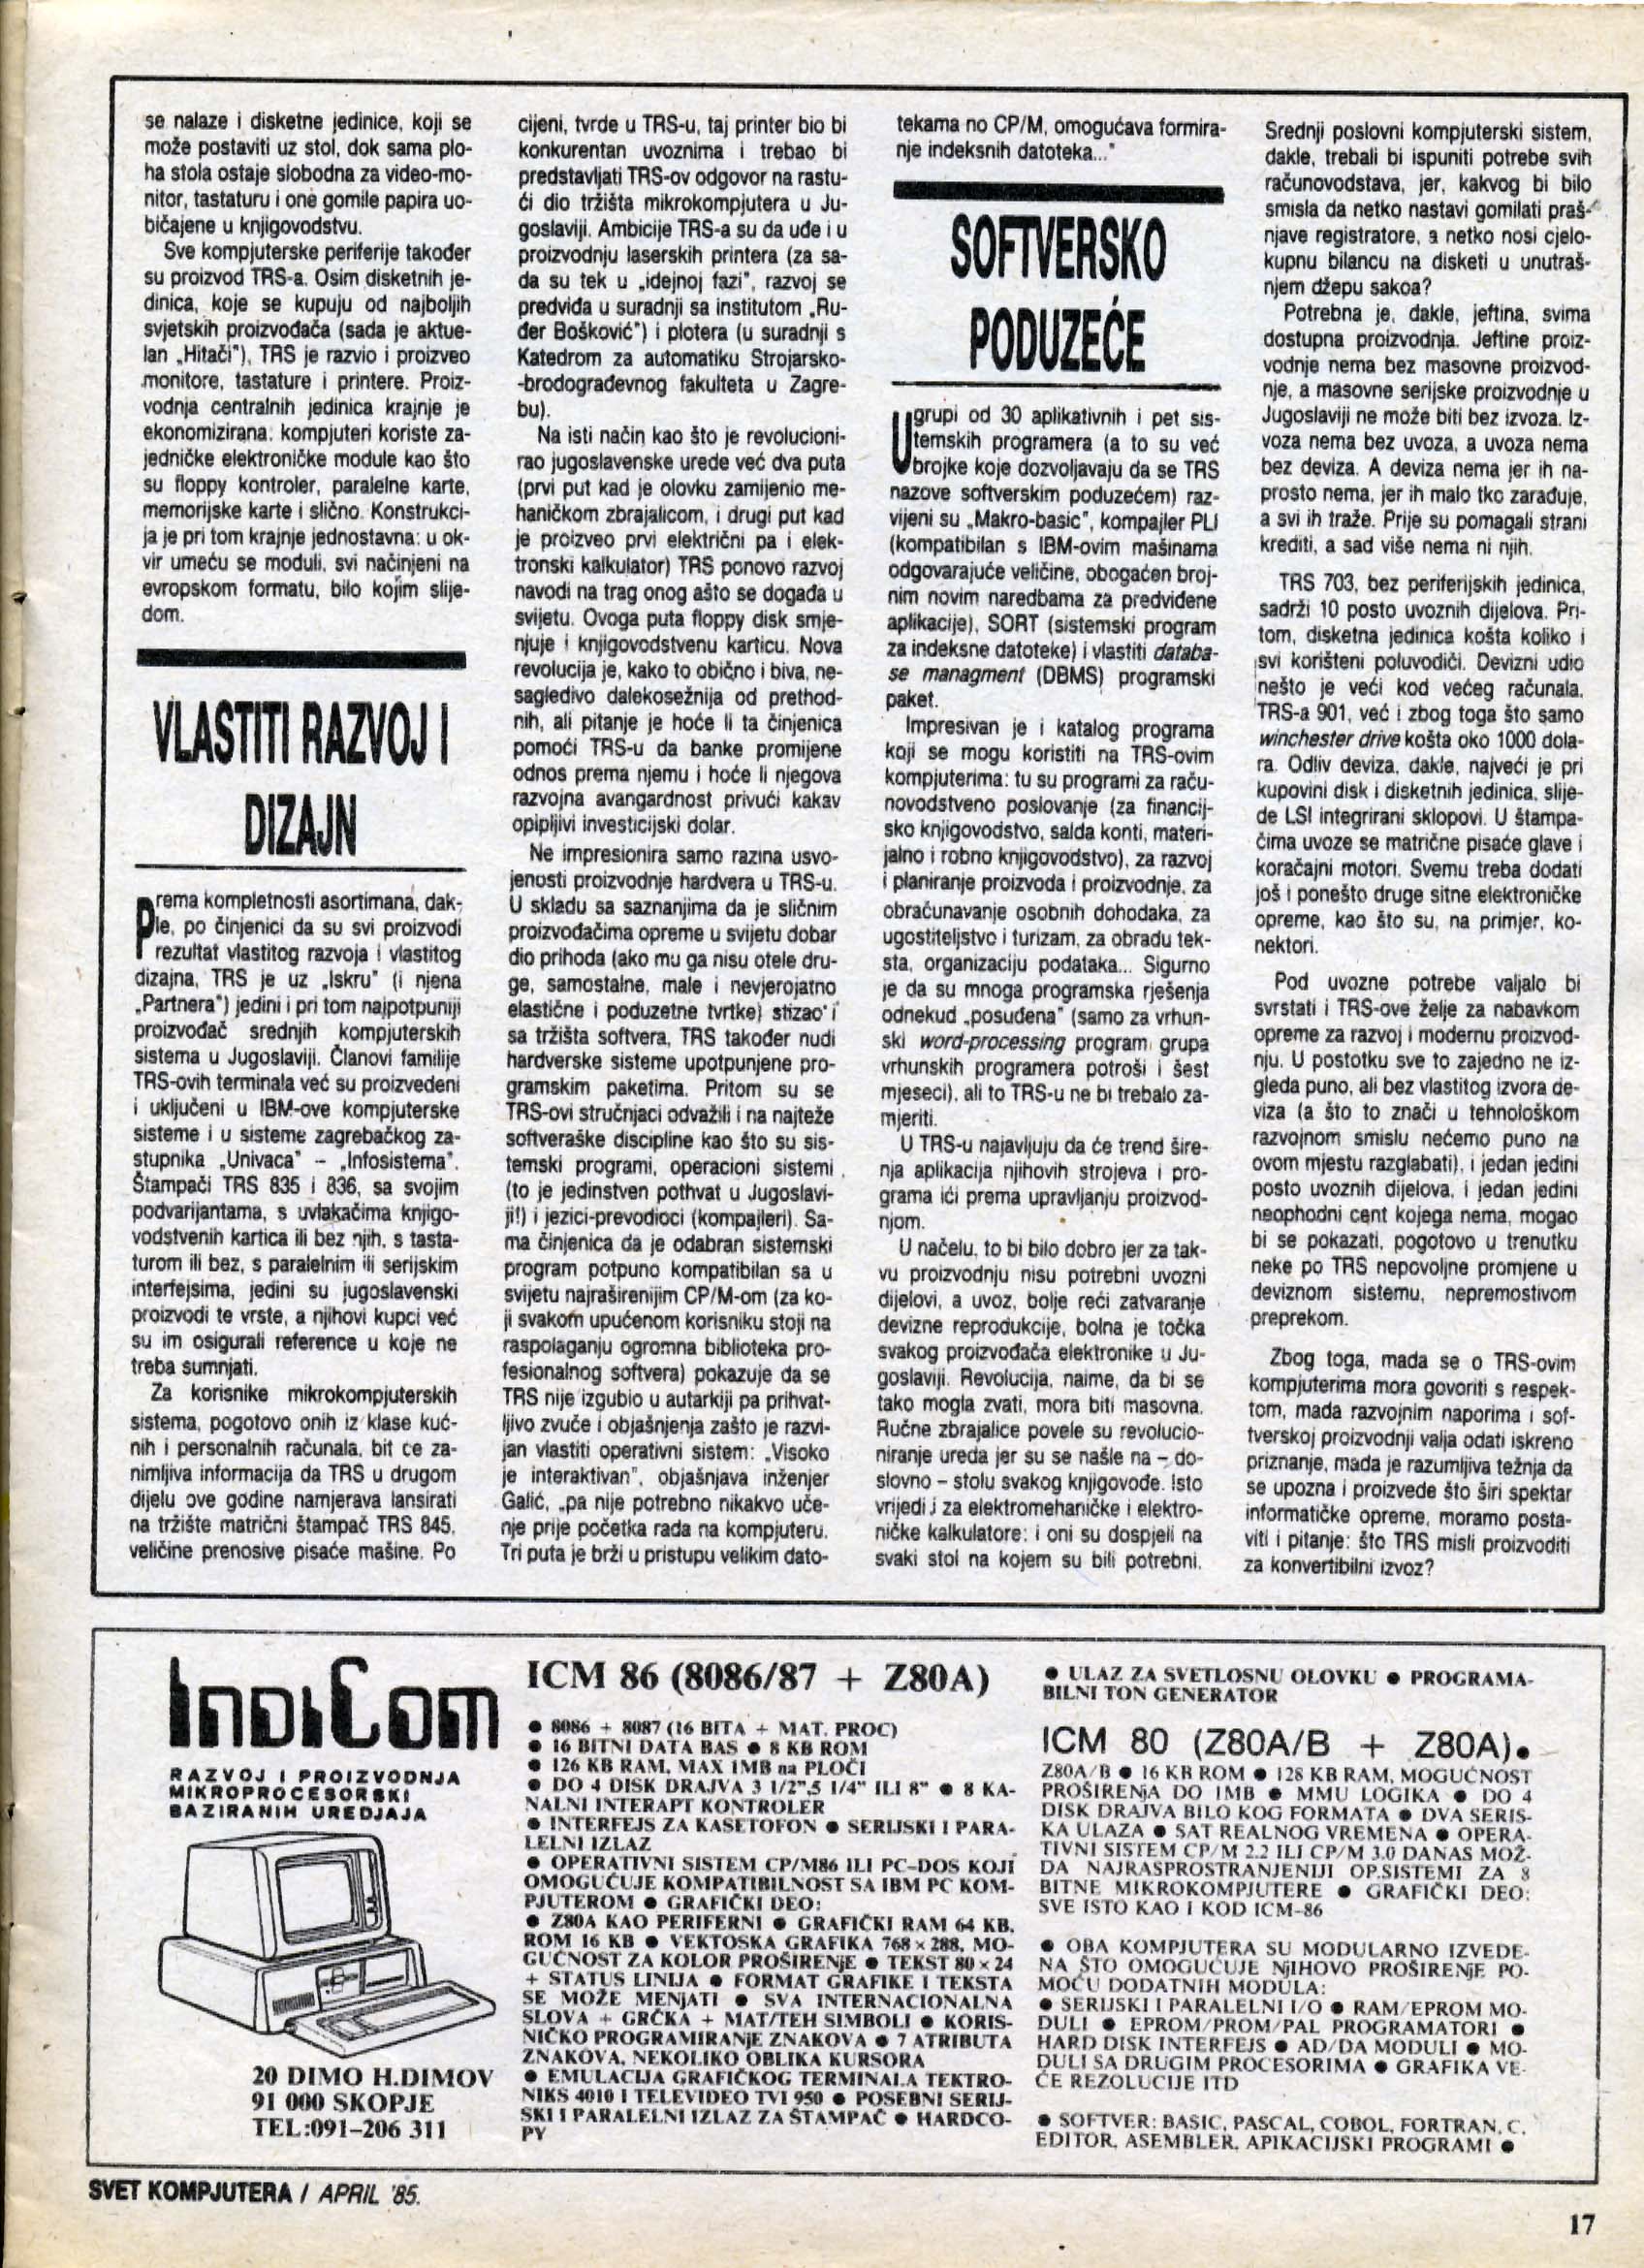 se nalaze i disketne jedinice, koji se
može postaviti uz stol, dok sama plo-
ha stola ostaje slobodna za video-mo-
nitor, tastaturu i one gomile papira uo-
bičajene u knjigovodstvu.
Sve kompjuterske periferije također
su proizvod TRS-a. Osim disketnih je-
dinica, koje se kupuju od najboljih
svjetskih proizvođača (sada je aktue-
lan „Hitači"), TRS je razvio i proizveo
monitore, tastature i printere. Proiz-
vodnja centralnih jedinica krajnje je
ekonomizirana: kompjuteri koriste za-
jedničke elektroničke module kao što
su floppy kontroler, paralelne karte,
memorijske karte i slično. Konstrukci-
ja je pri tom krajnje jednostavna: u ok-
vir umeću se moduli, svi načinjeni na
evropskom formatu, bilo kojim slije-
dom.
VLASTITI RAZVOJ I
DIZAJN
Prema kompletnosti asortimana, dak-
le, po činjenici da su svi proizvodi
rezultat vlastitog razvoja i vlastitog
dizajna, TRS je uz „Iskru" (i njena
„Partnera") jedini i pri tom najpotpuniji
proizvođač srednjih kompjuterskih
sistema u Jugoslaviji. Članovi familije
TRS-ovih terminala već su proizvedeni
i uključeni u IBM-ove kompjuterske
sisteme i u sisteme zagrebačkog za-
stupnika „Univaca" – „Infosistema".
Štampači TRS 835 i 836, sa svojim
podvarijantama, s uvlakačima knjigo-
vodstvenih kartica ili bez njih, s tasta-
turom ili bez, s paralelnim ili serijskim
interfejsima, jedini su jugoslavenski
proizvodi te vrste, a njihovi kupci već
su im osigurali reference u koje ne
treba sumnjati.
Za korisnike mikrokompjuterskih
sistema, pogotovo onih iz klase kuć-
nih i personalnih računala, bit će za-
nimljiva informacija da TRS u drugom
dijelu ove godine namjerava lansirati
na tržište matrični štampač TRS 845,
veličine prenosive pisaće mašine. Po
cijeni, tvrde u TRS-u, taj printer bio bi
konkurentan uvoznima i trebao bi
predstavljati TRS-ov odgovor na rastu-
ći dio tržišta mikrokompjutera u Ju-
goslaviji. Ambicije TRS-a su da uđe i u
proizvodnju laserskih printera (za sa-
da su tek u „idejnoj fazi", razvoj se
predviđa u suradnji sa institutom „Ru-
đer Bošković") i plotera (u suradnji s
Katedrom za automatiku Strojarsko-
-brodograđevnog fakulteta u Zagre-
bu).
Na isti način kao što je revolucioni-
rao jugoslavenske urede već dva puta
(prvi put kad je olovku zamijenio me-
haničkom zbrajalicom, i drugi put kad
je proizveo prvi električni pa i elek-
tronski kalkulator) TRS ponovo razvoj
navodi na trag onog ašto se događa u
svijetu. Ovoga puta floppy disk smje-
njuje i knjigovodstvenu karticu. Nova
revolucija je, kako to obično i biva, ne-
sagledivo dalekosežnija od prethod-
nih, ali pitanje je hoće li ta činjenica
pomoći TRS-u da banke promijene
odnos prema njemu i hoće li njegova
razvojna avangardnost privući kakav
opipljivi investicijski dolar.
Ne impresionira samo razina usvo-
jenosti proizvodnje hardvera u TRS-u.
U skladu sa saznanjima da je sličnim
proizvođačima opreme u svijetu dobar
dio prihoda (ako mu ga nisu otele dru-
ge, samostalne, male i nevjerojatno
elastične i poduzetne tvrtke) stizao i
sa tržišta softvera, TRS također nudi
hardverske sisteme upotpunjene pro-
gramskim paketima. Pritom su se
TRS-ovi stručnjaci odvažili i na najteže
softveraške discipline kao što su sis-
temski programi, operacioni sistemi
(to je jedinstven pothvat u Jugoslavi-
ji!) i jezici-prevodioci (kompajleri). Sa-
ma činjenica da je odabran sistemski
program potpuno kompatibilan sa u
svijetu najraširenijim CP/M-om (za ko-
ji svakom upućenom korisniku stoji na
raspolaganju ogromna biblioteka pro-
fesionalnog softvera) pokazuje da se
TRS nije izgubio u autarkiji pa prihvat-
ljivo zvuče i objašnjenja zašto je razvi-
jan vlastiti operativni sistem: „Visoko
je interaktivan", objašnjava inženjer
Galić, „pa nije potrebno nikakvo uče-
nje prije početka rada na kompjuteru.
Tri puta je brži u pristupu velikim dato-
tekama no CP/M, omogućava formira-
nje indeksnih datoteka..."
SOFTVERSKO
PODUZEĆE
U grupi od 30 aplikativnih i pet sis-
temskih programera (a to su već
brojke koje dozvoljavaju da se TRS
nazove softverskim poduzećem) raz-
vijeni su „Makro-basic", kompajler PLI
(kompatibilan s IBM-ovim mašinama
odgovarajuće veličine, obogaćen broj-
nim novim naredbama za predviđene
aplikacije), SORT (sistemski program
za indeksne datoteke) i vlastiti databa-
se managment (DBMS) programski
paket.
Impresivan je i katalog programa
koji se mogu koristiti na TRS-ovim
kompjuterima: tu su programi za raču-
novodstveno poslovanje (za financij-
sko knjigovodstvo, salda konti, materi-
jalno i robno knjigovodstvo), za razvoj
i planiranje proizvoda i proizvodnje, za
obračunavanje osobnih dohodaka, za
ugostiteljstvo i turizam, za obradu tek-
sta, organizaciju podataka... Sigurno
je da su mnoga programska rješenja
odnekud „posuđena" (samo za vrhun-
ski word-processing program grupa
vrhunskih programera potroši i šest
mjeseci), ali to TRS-u ne bi trebalo za-
mjeriti.
U TRS-u najavljuju da će trend šire-
nja aplikacija njihovih strojeva i pro-
grama ići prema upravljanju proizvod-
njom.
U načelu, to bi bilo dobro jer za tak-
vu proizvodnju nisu potrebni uvozni
dijelovi, a uvoz, bolje reći zatvaranje
devizne reprodukcije, bolna je točka
svakog proizvođača elektronike u Ju-
goslaviji. Revolucija, naime, da bi se
tako mogla zvati, mora biti masovna.
Ručne zbrajalice povele su revolucio-
niranje ureda jer su se našle na – do-
slovno – stolu svakog knjigovođe. Isto
vrijedi i za elektromehaničke i elektro-
ničke kalkulatore: i oni su dospjeli na
svaki stol na kojem su bili potrebni.
Srednji poslovni kompjuterski sistem,
dakle, trebali bi ispuniti potrebe svih
računovodstava, jer, kakvog bi bilo
smisla da netko nastavi gomilati praš-
njave registratore, a netko nosi cjelo-
kupnu bilancu na disketi u unutraš-
njem džepu sakoa?
Potrebna je, dakle, jeftina, svima
dostupna proizvodnja. Jeftine proiz-
vodnje nema bez masovne proizvod-
nje, a masovne serijske proizvodnje u
Jugoslaviji ne može biti bez izvoza. Iz-
voza nema bez uvoza, a uvoza nema
bez deviza. A deviza nema jer ih na-
prosto nema, jer ih malo tko zarađuje,
a svi ih traže. Prije su pomagali strani
krediti, a sad više nema ni njih.
TRS 703, bez periferijskih jedinica,
sadrži 10 posto uvoznih dijelova. Pri-
tom, disketna jedinica košta koliko i
svi korišteni poluvodiči. Devizni udio
nešto je veći kod većeg računala,
TRS-a 901, već i zbog toga što samo
winchester drive košta oko 1000 dola-
ra. Odliv deviza, dakle, najveći je pri
kupovini disk i disketnih jedinica, slije-
de LSI integrirani sklopovi. U štampa-
čima uvoze se matrične pisaće glave i
koračajni motori. Svemu treba dodati
još i ponešto druge sitne elektroničke
opreme, kao što su, na primjer, ko-
nektori.
Pod uvozne potrebe valjalo bi
svrstati i TRS-ove želje za nabavkom
opreme za razvoj i modernu proizvod-
nju. U postotku sve to zajedno ne iz-
gleda puno, ali bez vlastitog izvora de-
viza (a što to znači u tehnološkom
razvojnom smislu nećemo puno na
ovom mjestu razglabati), i jedan jedini
posto uvoznih dijelova, i jedan jedini
neophodni cent kojega nema, mogao
bi se pokazati, pogotovo u trenutku
neke po TRS nepovoljne promjene u
deviznom sistemu, nepremostivom
preprekom.
Zbog toga, mada se o TRS-ovim
kompjuterima mora govoriti s respek-
tom, mada razvojnim naporima i sof-
tverskoj proizvodnji valja odati iskreno
priznanje, mada je razumljiva težnja da
se upozna i proizvede što širi spektar
informatičke opreme, moramo posta-
viti i pitanje: što TRS misli proizvoditi
za konvertibilni izvoz?
INDICOM
RAZVOJ I PROIZVODNJA
MIKROPROCESORSKI
BAZIRANIH UREDJAJA
20 DIMO H.DIMOV
91 000 SKOPJE
TEL:091-206 311
ICM 86 (8086/87 + Z80A)
● 8086 + 8087 (16 BITA + MAT. PROC)
● 16 BITNI DATA BAS ● 8 KB ROM
● 126 KB RAM, MAX 1MB na PLOČI
● DO 4 DISK DRAJVA 3 1/2",5 1/4" ILI 8" ● 8 KA-
NALNI INTERAPT KONTROLER
● INTERFEJS ZA KASETOFON ● SERIJSKI I PARA-
LELNI IZLAZ
● OPERATIVNI SISTEM CP/M86 ILI PC-DOS KOJI
OMOGUĆUJE KOMPATIBILNOST SA IBM PC KOM-
PJUTEROM ● GRAFIČKI DEO:
● Z80A KAO PERIFERNI ● GRAFIČKI RAM 64 KB,
ROM 16 KB ● VEKTOSKA GRAFIKA 768 × 288, MO-
GUĆNOST ZA KOLOR PROŠIRENjE ● TEKST 80 × 24
+ STATUS LINIJA ● FORMAT GRAFIKE I TEKSTA
SE MOŽE MENjATI ● SVA INTERNACIONALNA
SLOVA + GRČKA + MAT/TEH SIMBOLI ● KORIS-
NIČKO PROGRAMIRANjE ZNAKOVA ● 7 ATRIBUTA
ZNAKOVA, NEKOLIKO OBLIKA KURSORA
● EMULACIJA GRAFIČKOG TERMINALA TEKTRO-
NIKS 4010 I TELEVIDEO TVI 950 ● POSEBNI SERIJ-
SKI I PARALELNI IZLAZ ZA ŠTAMPAČ ● HARDCO-
PY
● ULAZ ZA SVETLOSNU OLOVKU ● PROGRAMA-
BILNI TON GENERATOR
ICM 80 (Z80A/B + Z80A).
Z80A/B ● 16 KB ROM ● 128 KB RAM, MOGUĆNOST
PROŠIRENjA DO 1MB ● MMU LOGIKA ● DO 4
DISK DRAJVA BILO KOG FORMATA ● DVA SERIS-
KA ULAZA ● SAT REALNOG VREMENA ● OPERA-
TIVNI SISTEM CP/M 2.2 ILI CP/M 3.0 DANAS MOŽ-
DA NAJRASPROSTRANJENIJI OP.SISTEMI ZA 8
BITNE MIKROKOMPJUTERE ● GRAFIČKI DEO:
SVE ISTO KAO I KOD ICM-86
● OBA KOMPJUTERA SU MODULARNO IZVEDE-
NA ŠTO OMOGUĆUJE NjIHOVO PROŠIRENjE PO-
MOĆU DODATNIH MODULA:
● SERIJSKI I PARALELNI I/O ● RAM/EPROM MO-
DULI ● EPROM/PROM/PAL PROGRAMATORI ●
HARD DISK INTERFEJS ● AD/DA MODULI ● MO-
DULI SA DRUGIM PROCESORIMA ● GRAFIKA VE-
ĆE REZOLUCIJE ITD
● SOFTVER: BASIC, PASCAL, COBOL, FORTRAN, C,
EDITOR, ASEMBLER, APIKACIJSKI PROGRAMI ●
SVET KOMPJUTERA / APRIL '85.
17